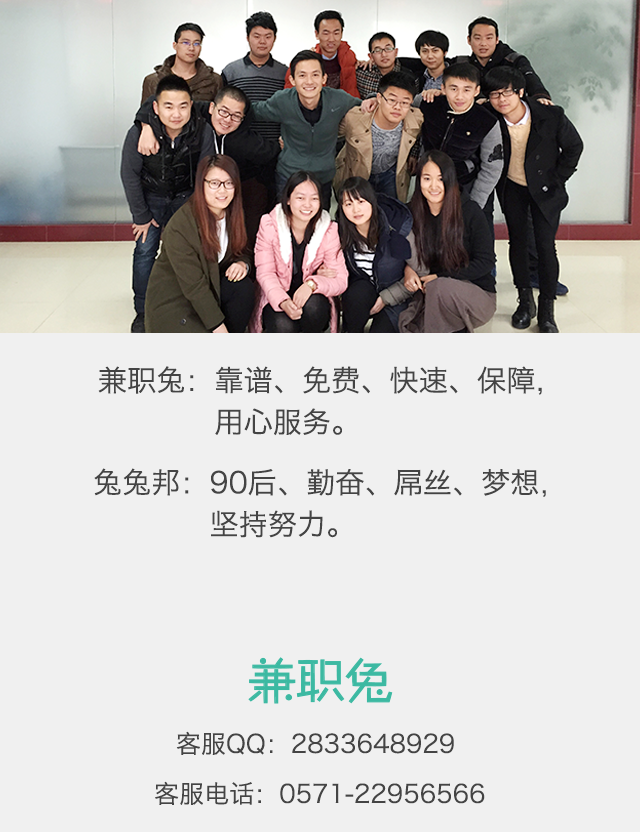 兼职兔：靠谱、免费、快速、保障，
用心服务。
兔兔邦：90后、勤奋、屌丝、梦想，
坚持努力。
兼职兔
客服QQ：2833648929
客服电话：0571-22956566